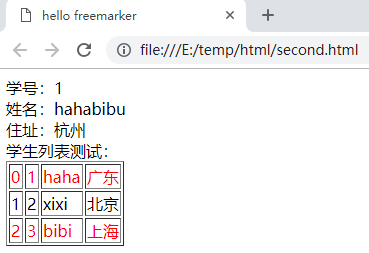 hello freemarker
file:///E:/temp/html/second.html
学号：1
姓名：hahabibu
住址：杭州
学生列表测试：
0 1 haha 广东
1 2 xixi 北京
2 3 bibi 上海